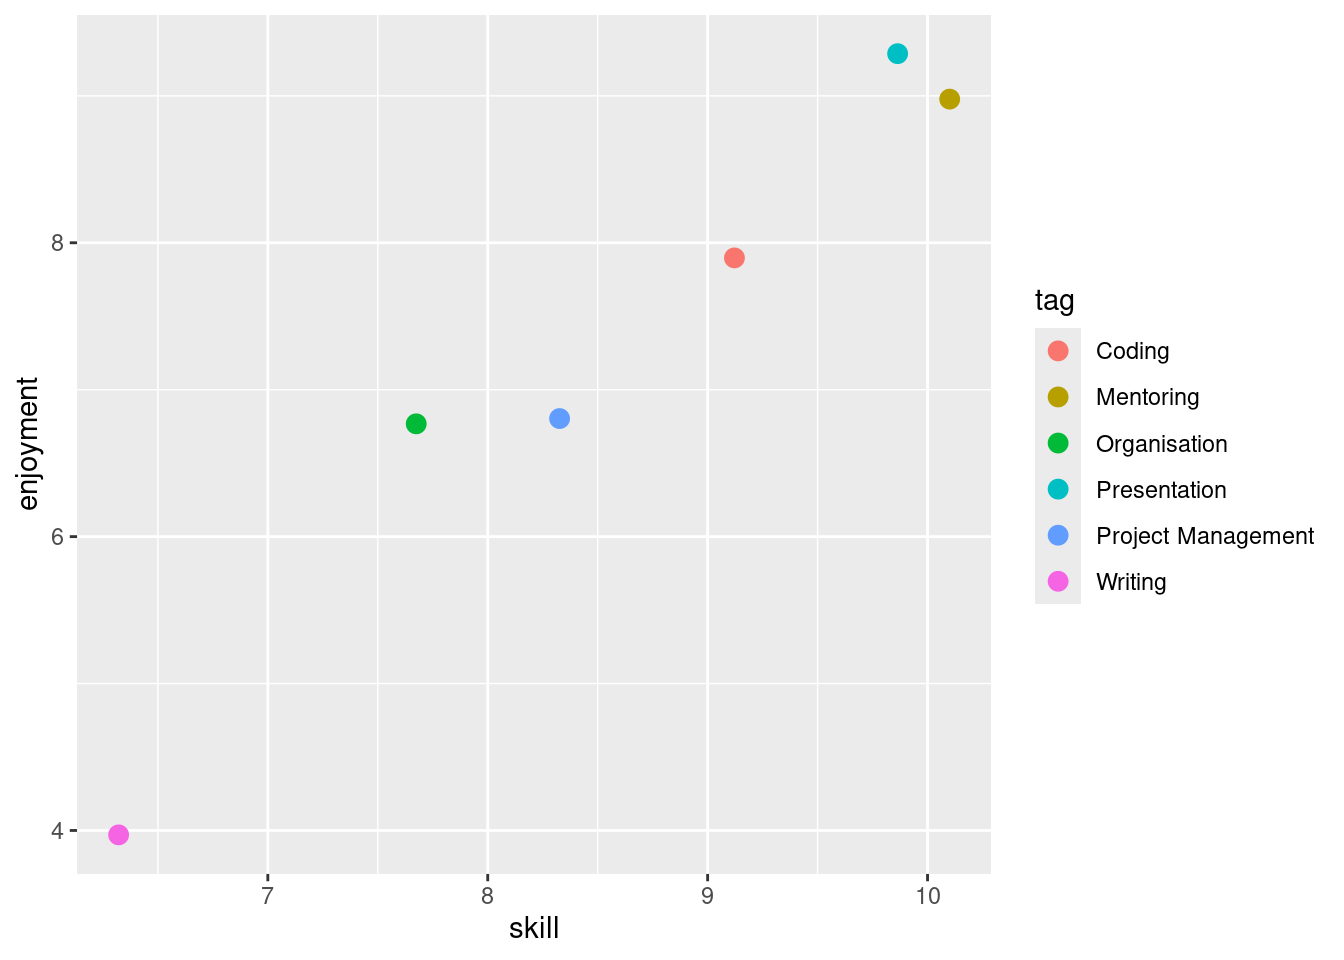 enjoyment
8
6
4
7
8
9
10
skill
tag
Coding
Mentoring
Organisation
Presentation
Project Management
Writing